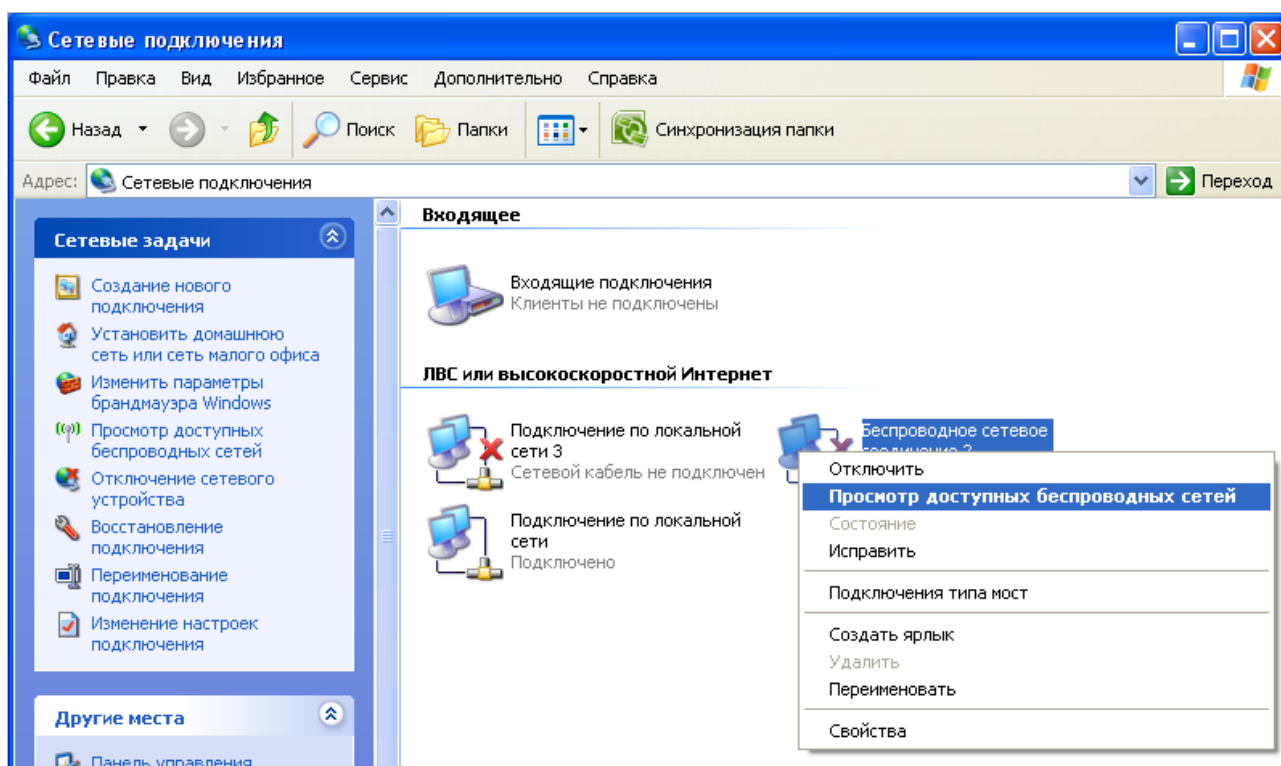 Сетевые подключения
Файл Правка Вид Избранное Сервис Дополнительно Справка
Назад Поиск Папки Синхронизация папки
Адрес: Сетевые подключения Переход
Сетевые задачи
Создание нового
подключения
Установить домашнюю
сеть или сеть малого офиса
Изменить параметры
брандмауэра Windows
Просмотр доступных
беспроводных сетей
Отключение сетевого
устройства
Восстановление
подключения
Переименование
подключения
Изменение настроек
подключения
Другие места
Панель управления
Входящее
Входящие подключения
Клиенты не подключены
ЛВС или высокоскоростной Интернет
Подключение по локальной
сети 3
Сетевой кабель не подключен
Подключение по локальной
сети
Подключено
Беспроводное сетевое
соединение 2
Отключить
Просмотр доступных беспроводных сетей
Состояние
Исправить
Подключения типа мост
Создать ярлык
Удалить
Переименовать
Свойства